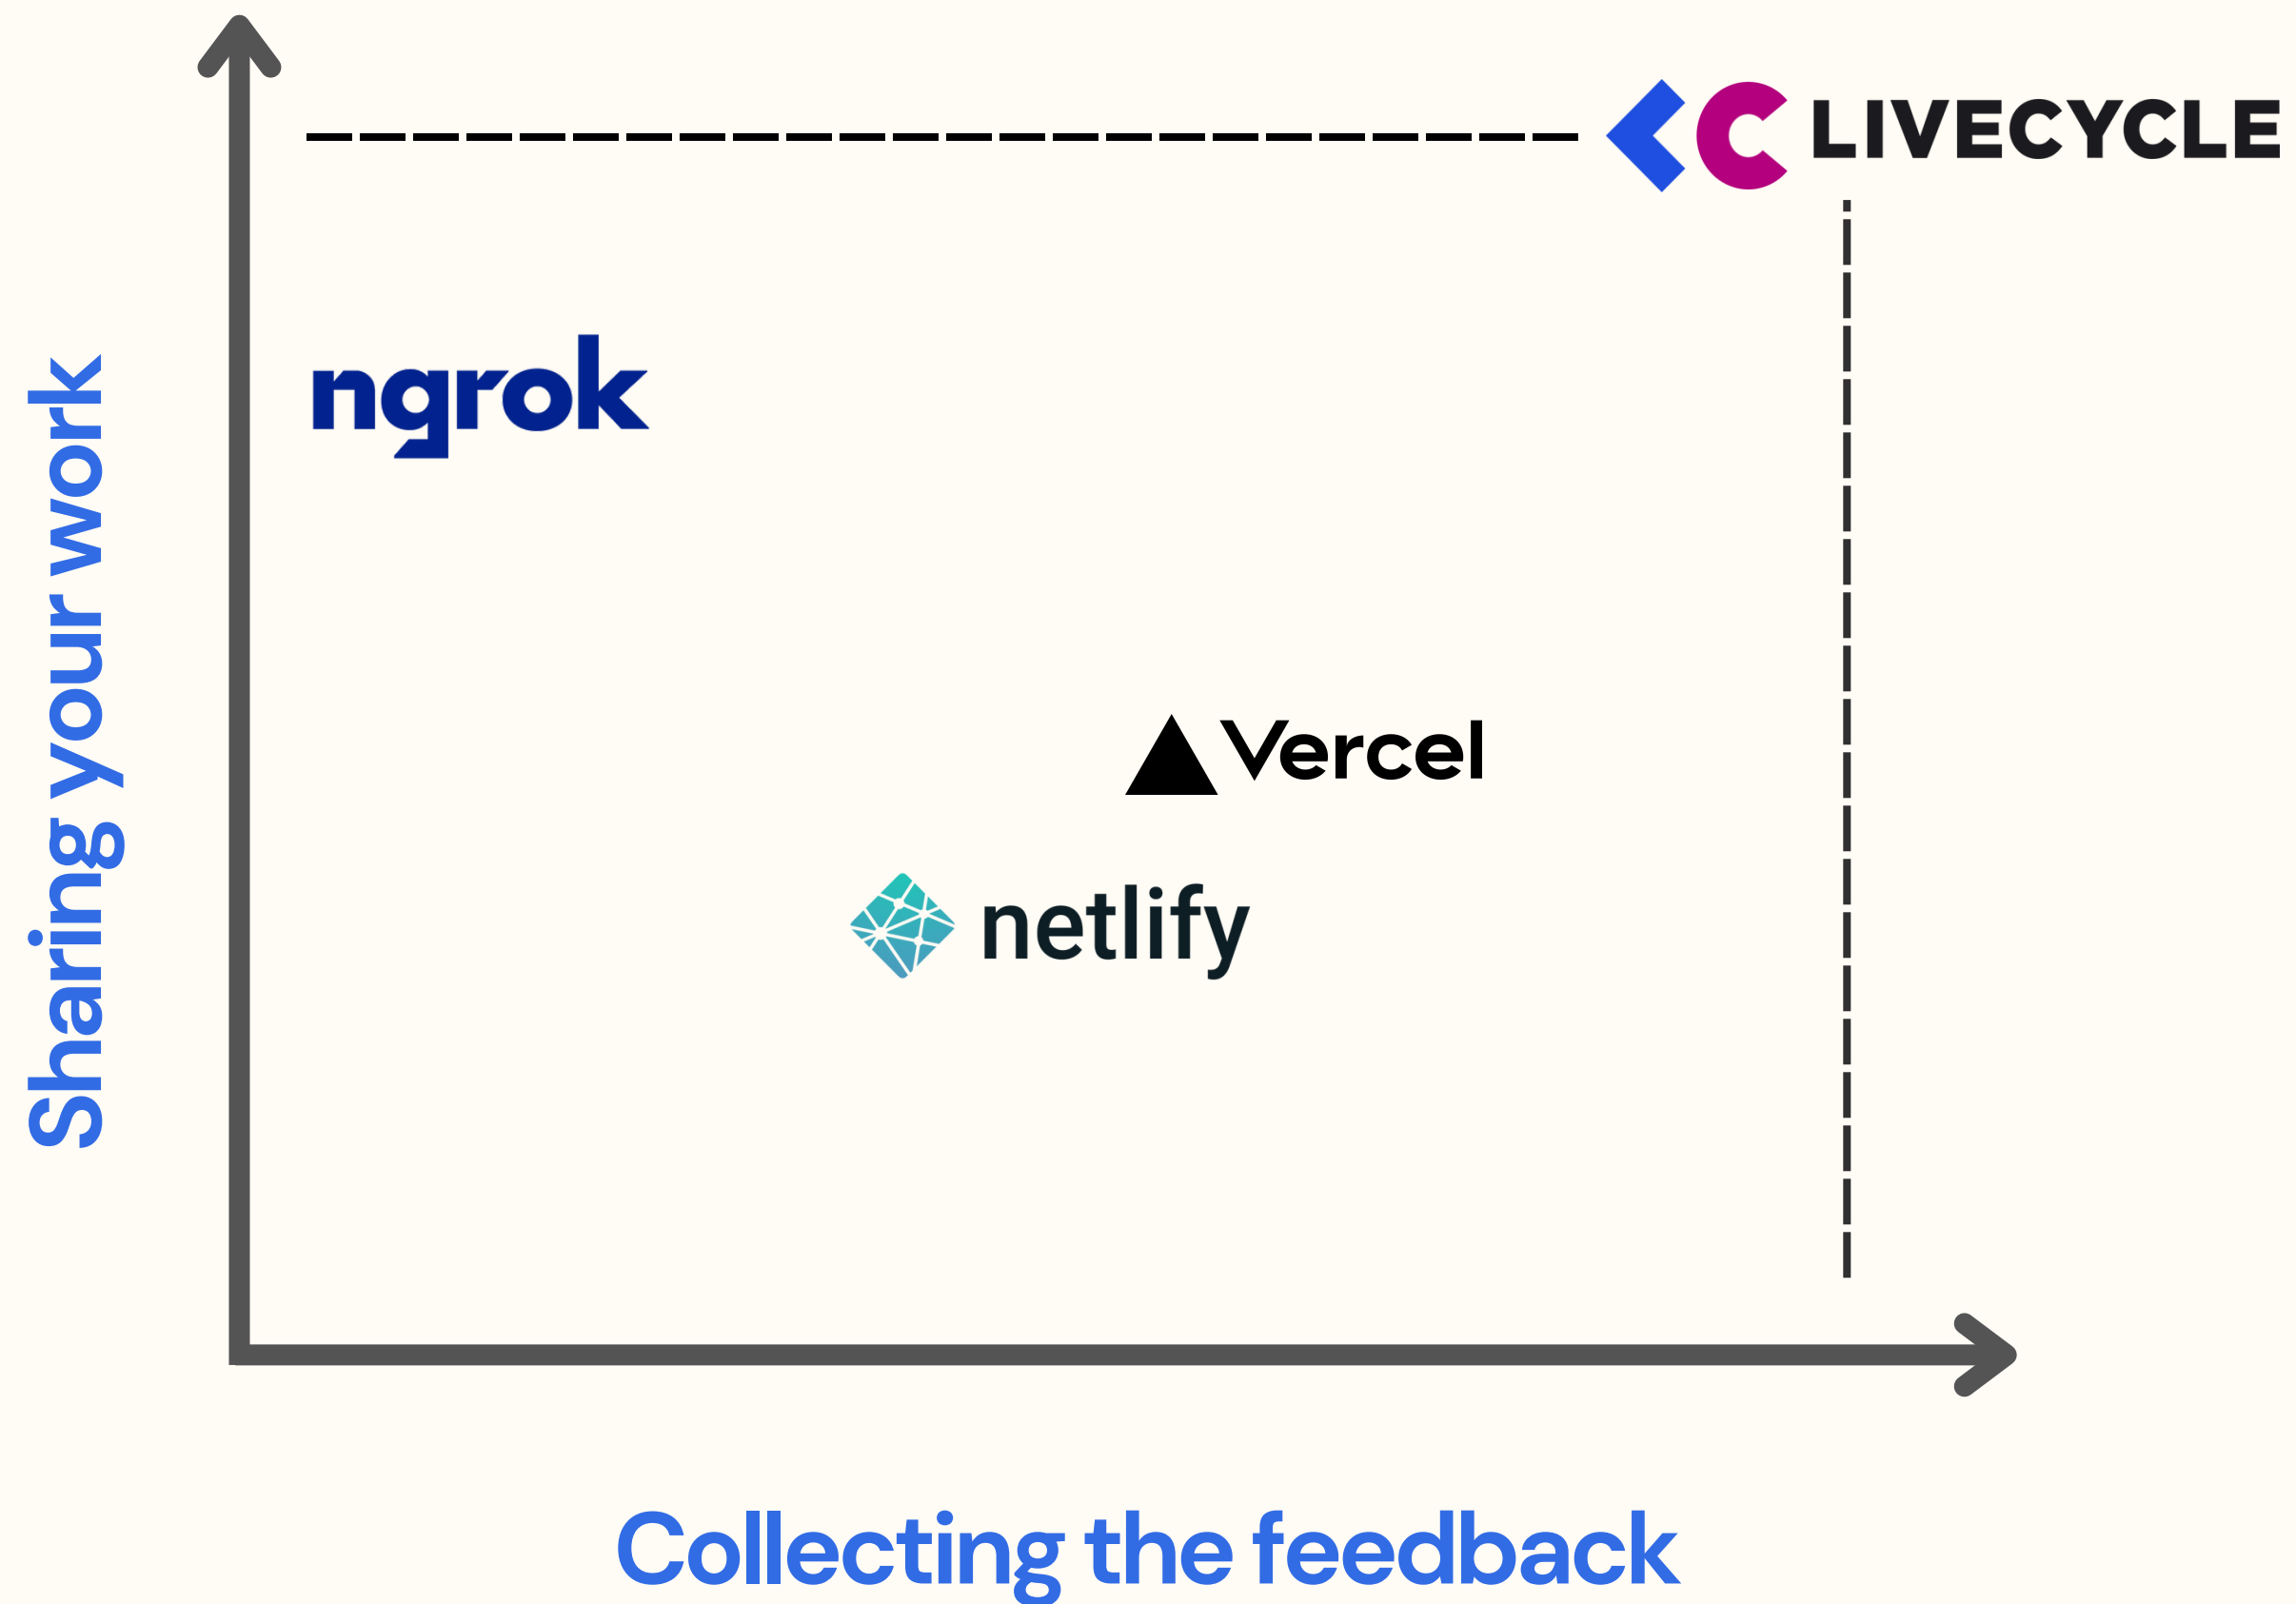 LIVECYCLE
ngrok
Sharing your work
Vercel
netlify
Collecting the feedback